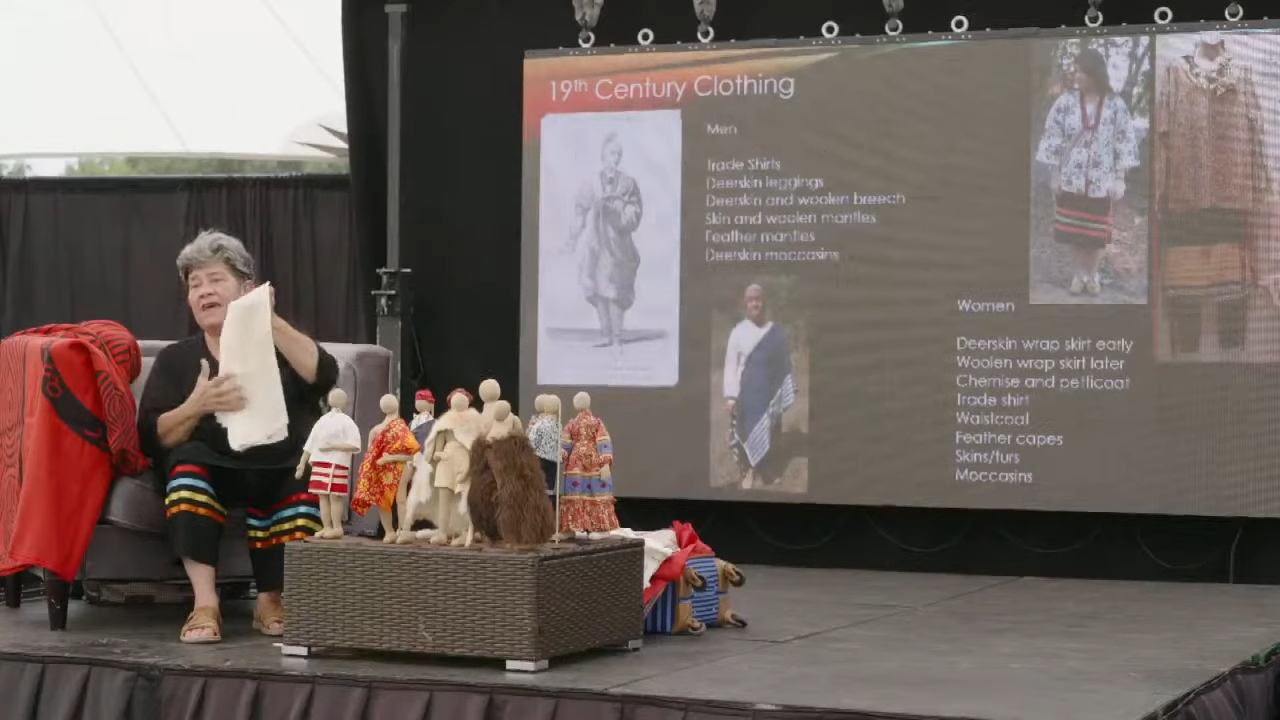 19th Century Clothing
Men
Trade Shirts
Deerskin leggings
Deerskin and woolen breech
Skin and woolen mantles
Feather mantles
Deerskin moccasins
Women
Deerskin wrap skirt early
Woolen wrap skirt later
Chemise and petticoat
Trade shirt
Waistcoat
Feather capes
Skins/furs
Moccasins